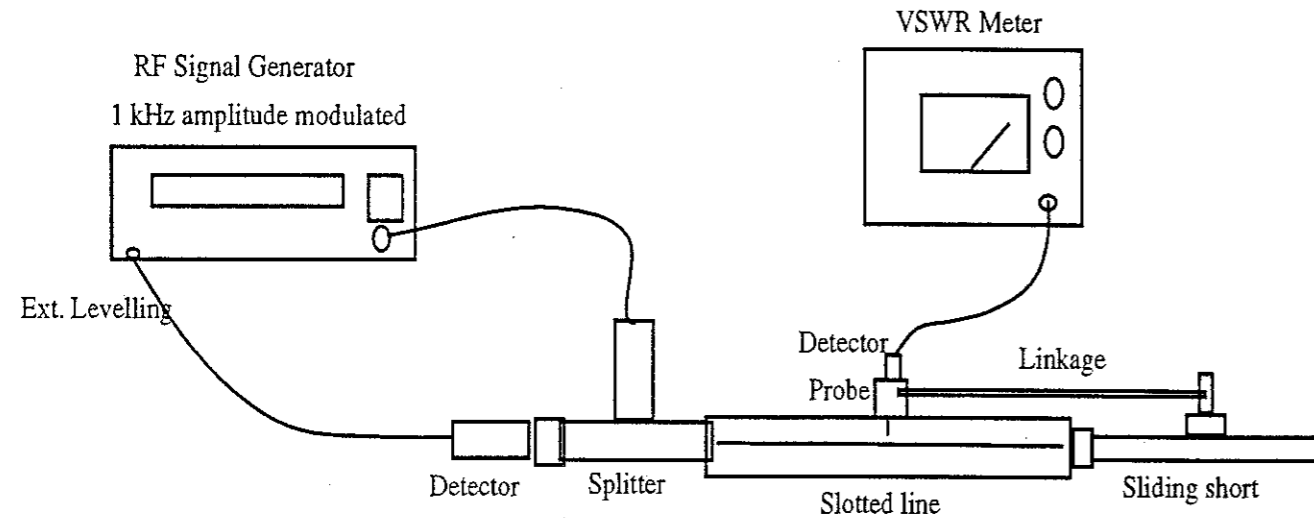 VSWR Meter
RF Signal Generator
1 kHz amplitude modulated
Ext. Levelling
Detector
Linkage
Probe
Detector
Splitter
Slotted line
Sliding short